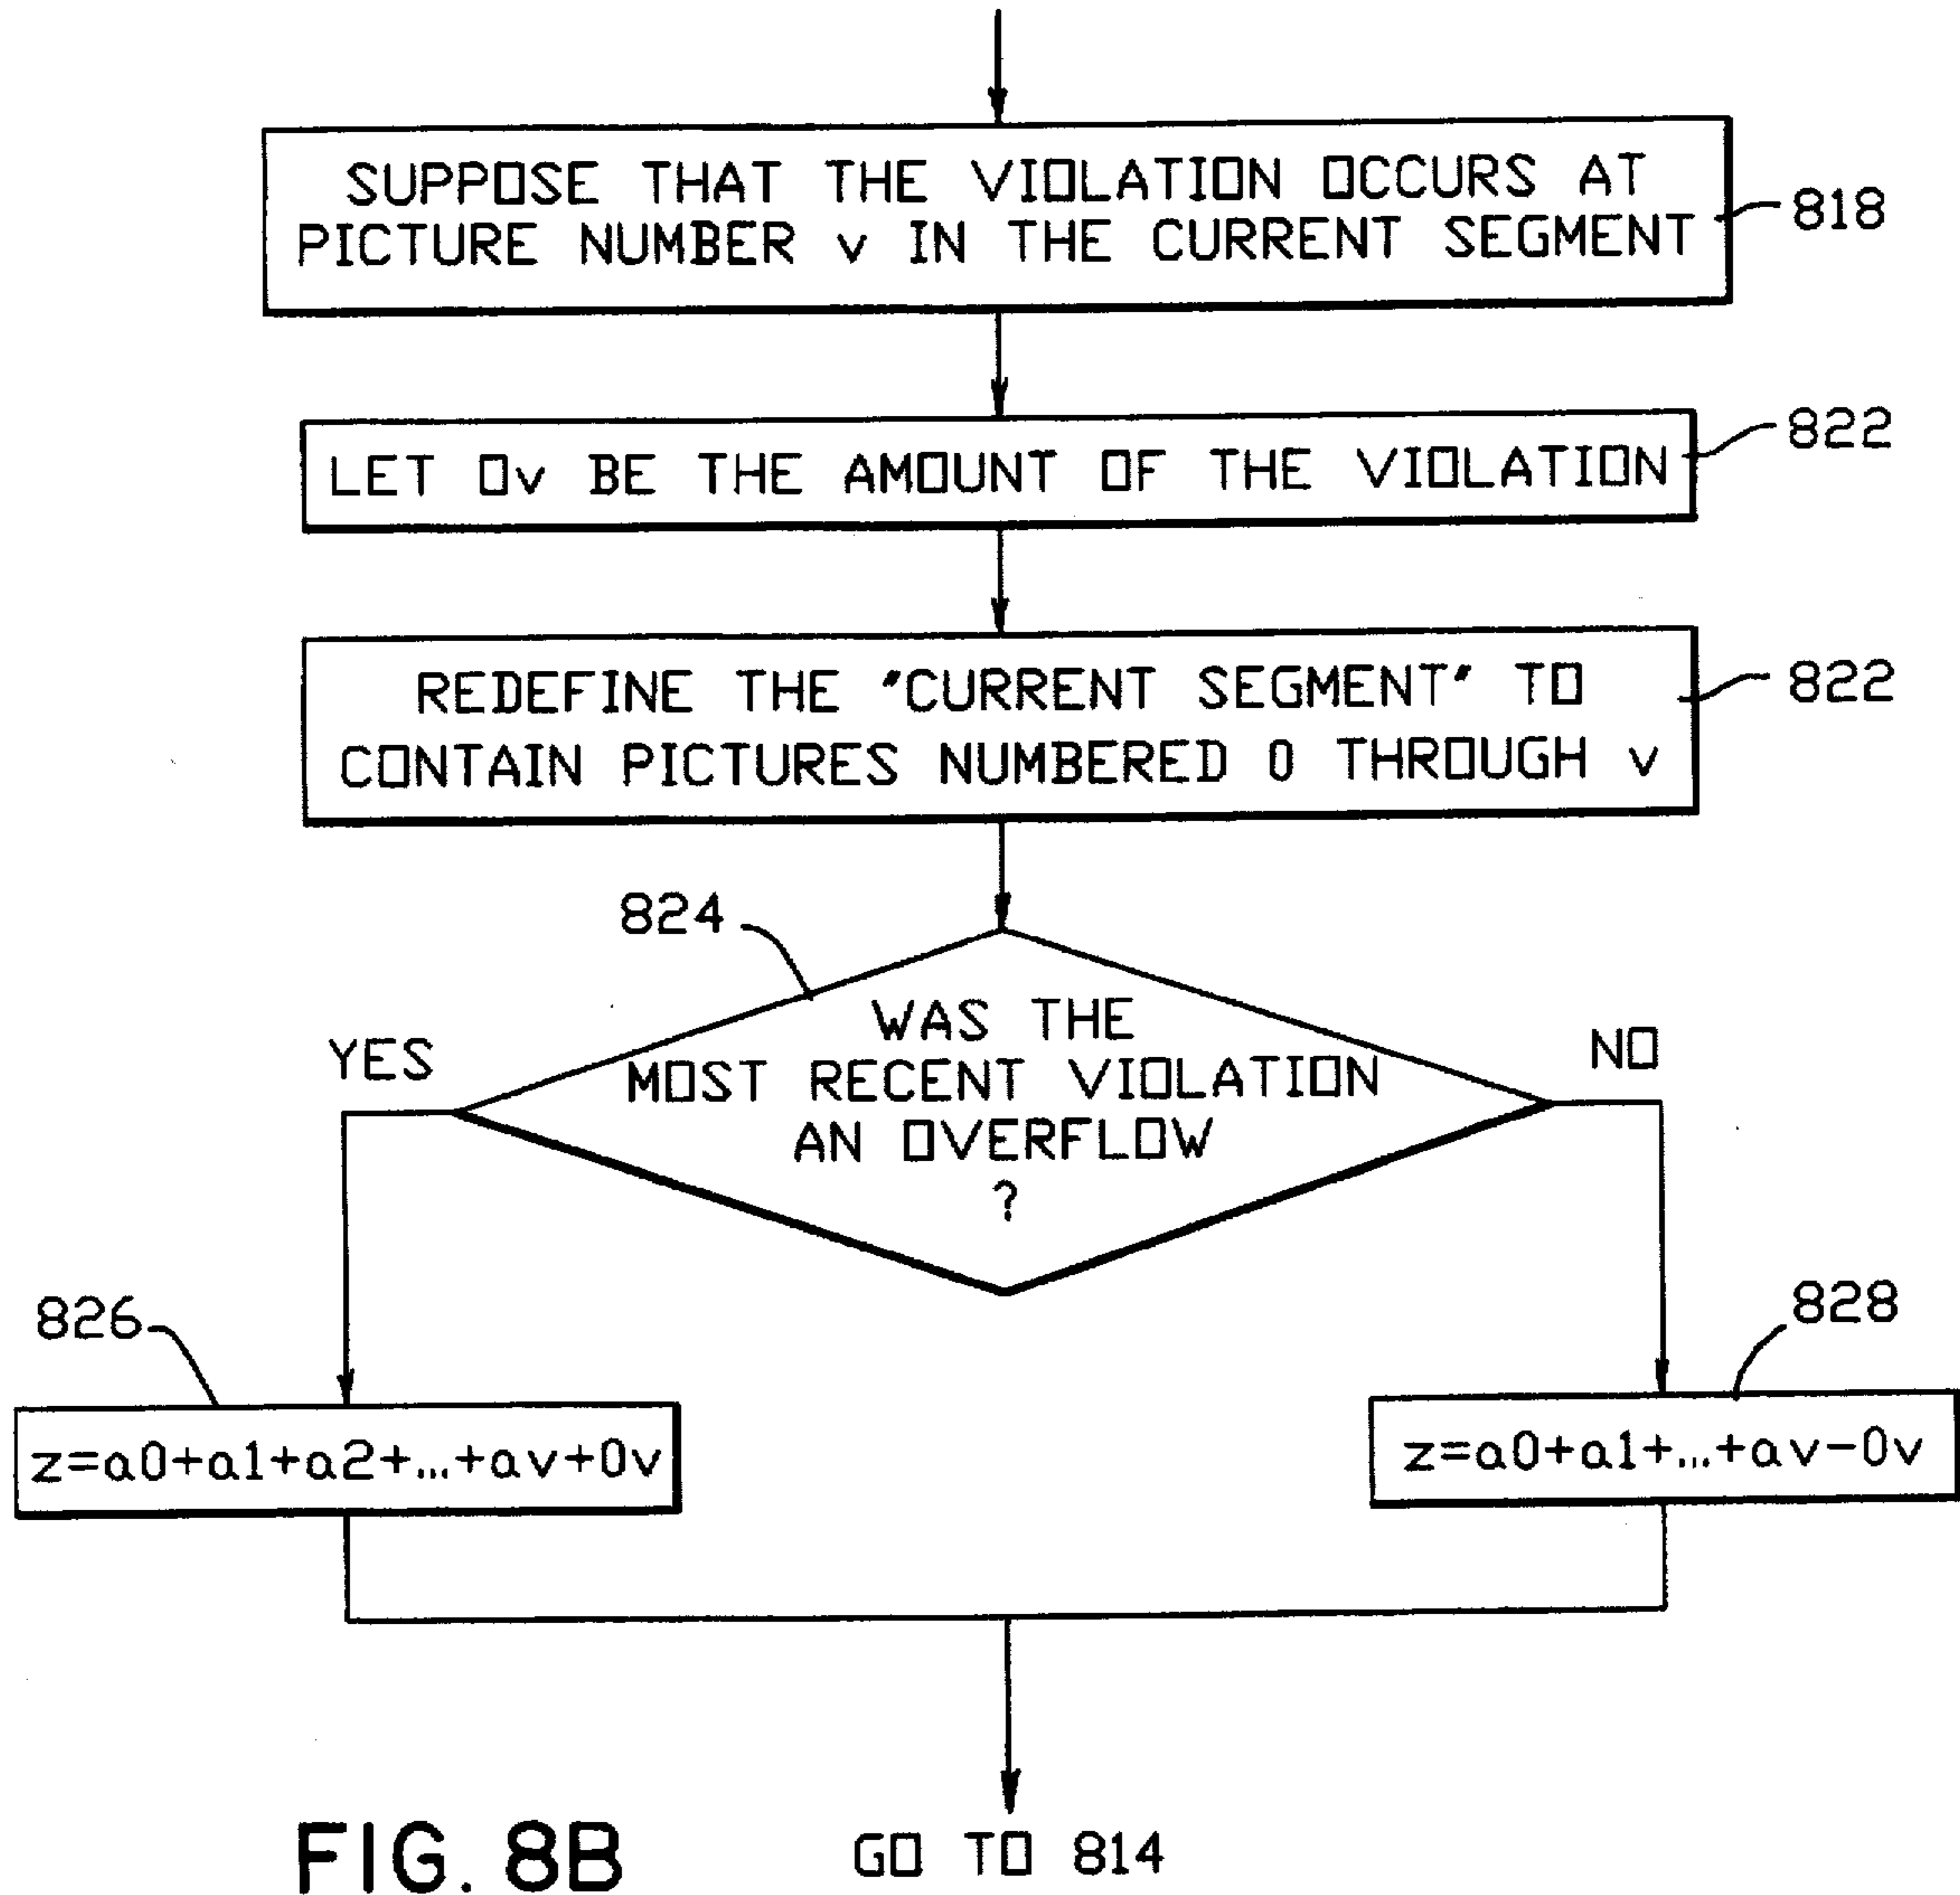 SUPPOSE THAT THE VIOLATION OCCURS AT
PICTURE NUMBER v IN THE CURRENT SEGMENT
818
LET Ov BE THE AMOUNT OF THE VIOLATION
822
REDEFINE THE "CURRENT SEGMENT" TO
CONTAIN PICTURES NUMBERED 0 THROUGH v
822
824
WAS THE
MOST RECENT VIOLATION
AN OVERFLOW
?
YES
NO
826
z=a0+a1+a2+...+av+0v
828
z=a0+a1+...+av-0v
FIG. 8B
GO TO 814